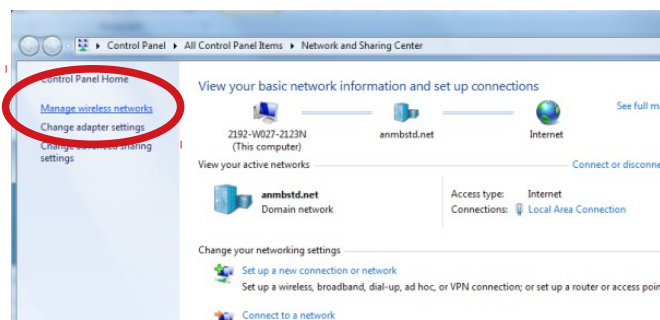 Control Panel ▸ All Control Panel Items ▸ Network and Sharing Center
Control Panel Home
Manage wireless networks
Change adapter settings
Change advanced sharing
settings
View your basic network information and set up connections
See full m
2192-W027-2123N
(This computer)
anmbstd.net
Internet
View your active networks
Connect or disconne
anmbstd.net
Domain network
Access type: Internet
Connections: Local Area Connection
Change your networking settings
Set up a new connection or network
Set up a wireless, broadband, dial-up, ad hoc, or VPN connection; or set up a router or access poin
Connect to a network